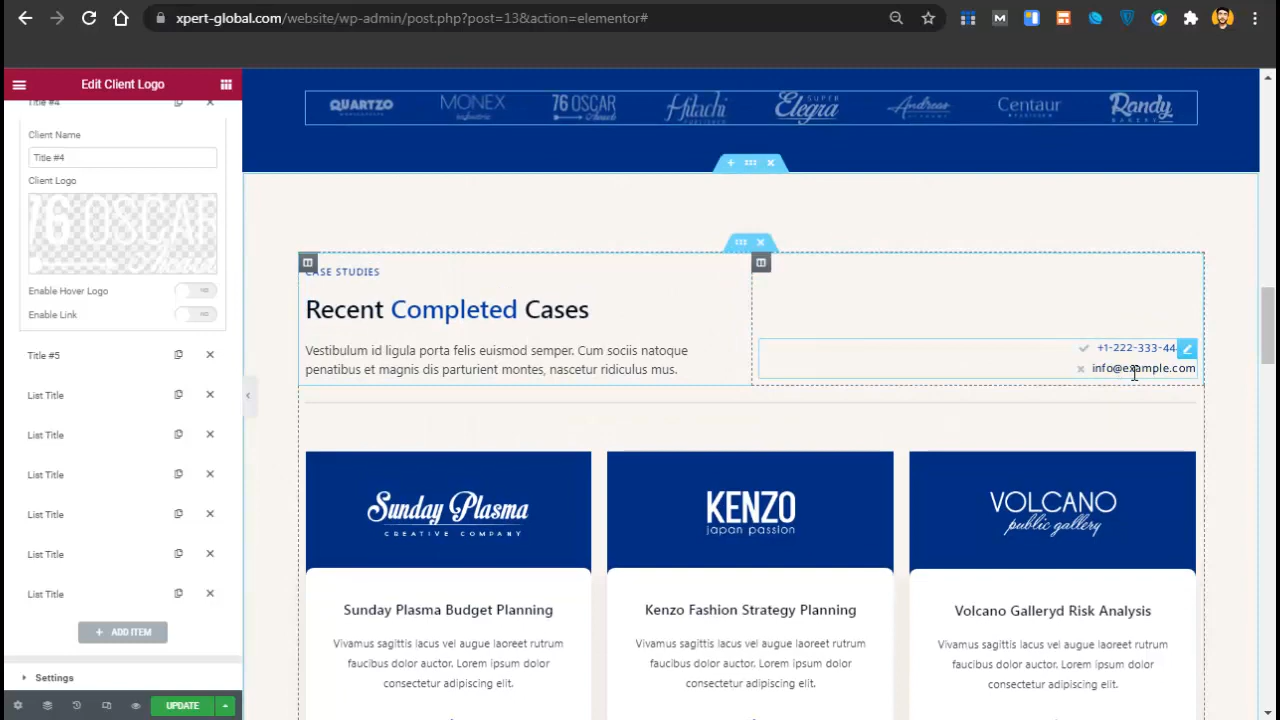 xpert-global.com/website/wp-admin/post.php?post=13&action=elementor#
Edit Client Logo
Title #4
Client Name
Title #4
Client Logo
76 OSCAR
Awards
Enable Hover Logo
NO
Enable Link
NO
Title #5
List Title
List Title
List Title
List Title
List Title
List Title
+ ADD ITEM
Settings
UPDATE
QUARTZO
MONEX
76 OSCAR
Awards
Hitachi
SUPER
Elegra
Andreas
Centaur
Randy
BAKERY
CASE STUDIES
Recent Completed Cases
Vestibulum id ligula porta felis euismod semper. Cum sociis natoque
penatibus et magnis dis parturient montes, nascetur ridiculus mus.
+1-222-333-44
info@example.com
Sunday Plasma
CREATIVE COMPANY
KENZO
japan passion
VOLCANO
public gallery
Sunday Plasma Budget Planning
Vivamus sagittis lacus vel augue laoreet rutrum
faucibus dolor auctor. Lorem ipsum dolor
consectetur adipiscing elit.
Kenzo Fashion Strategy Planning
Vivamus sagittis lacus vel augue laoreet rutrum
faucibus dolor auctor. Lorem ipsum dolor
consectetur adipiscing elit.
Volcano Galleryd Risk Analysis
Vivamus sagittis lacus vel augue laoreet rutrum
faucibus dolor auctor. Lorem ipsum dolor
consectetur adipiscing elit.